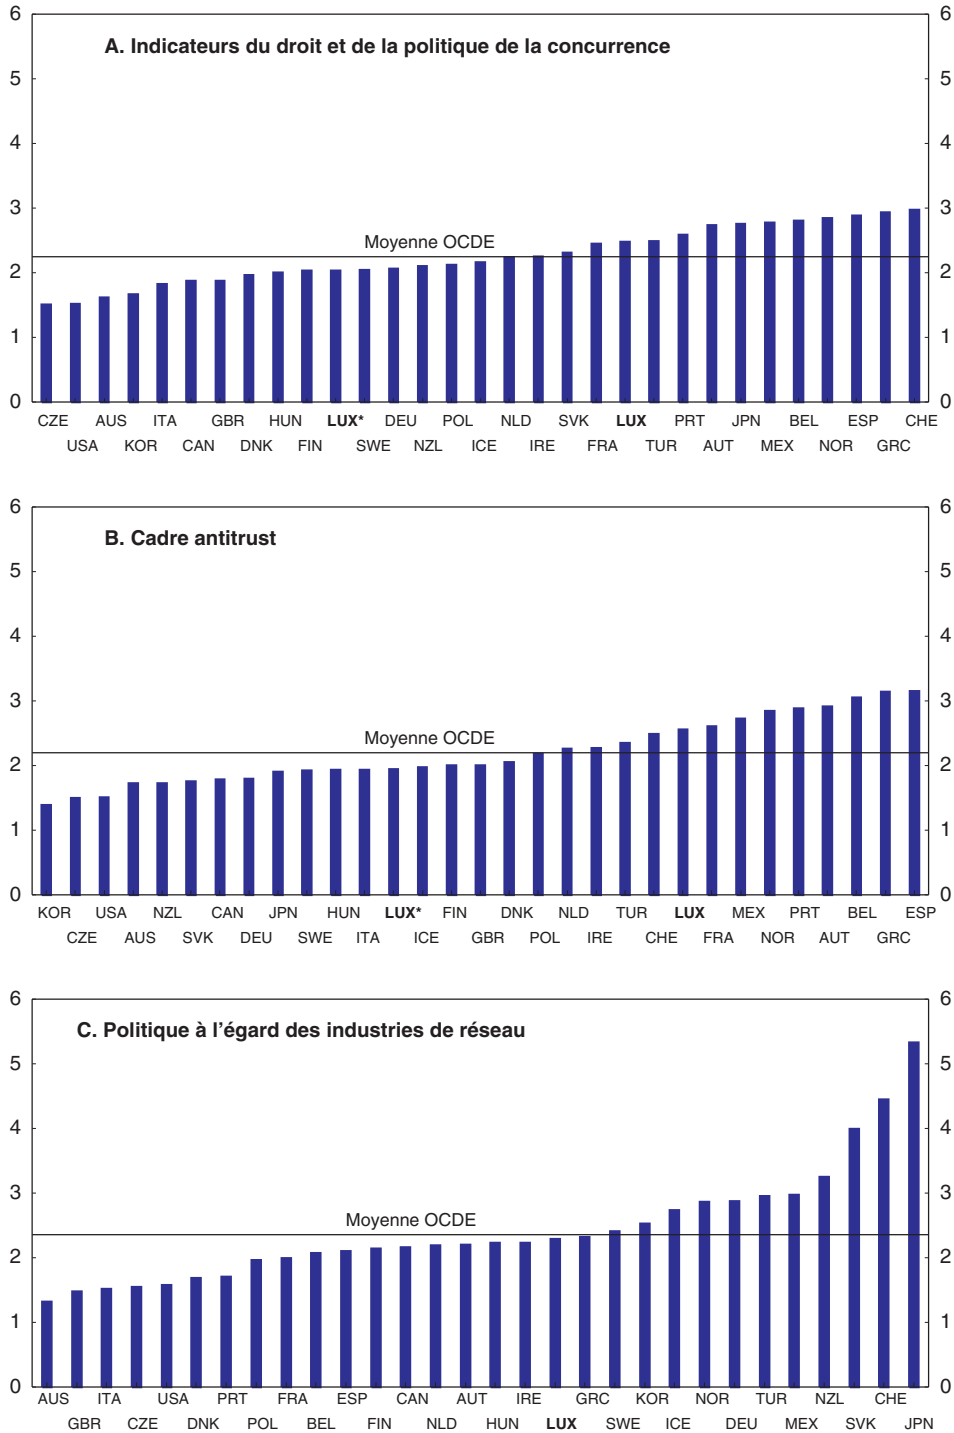 6 6
A. Indicateurs du droit et de la politique de la concurrence
5 5
4 4
3 3
Moyenne OCDE
2 2
1 1
0 0
CZE AUS ITA GBR HUN LUX* DEU POL NLD SVK LUX PRT JPN BEL ESP CHE
USA KOR CAN DNK FIN SWE NZL ICE IRE FRA TUR AUT MEX NOR GRC
6 6
B. Cadre antitrust
5 5
4 4
3 3
Moyenne OCDE
2 2
1 1
0 0
KOR USA NZL CAN JPN HUN LUX* FIN DNK NLD TUR LUX MEX PRT BEL ESP
CZE AUS SVK DEU SWE ITA ICE GBR POL IRE CHE FRA NOR AUT GRC
6 6
C. Politique à l’égard des industries de réseau
5 5
4 4
3 3
Moyenne OCDE
2 2
1 1
0 0
AUS ITA USA PRT FRA ESP CAN AUT IRE GRC KOR NOR TUR NZL CHE
GBR CZE DNK POL BEL FIN NLD HUN LUX SWE ICE DEU MEX SVK JPN